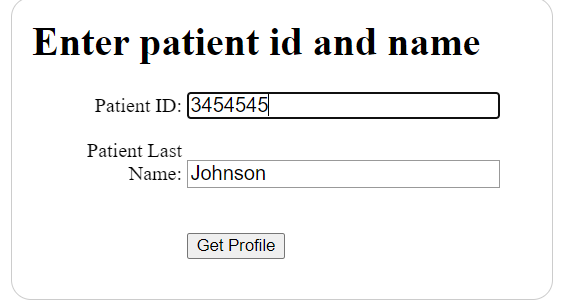 Enter patient id and name
Patient ID: 3454545
Patient Last
Name: Johnson
Get Profile